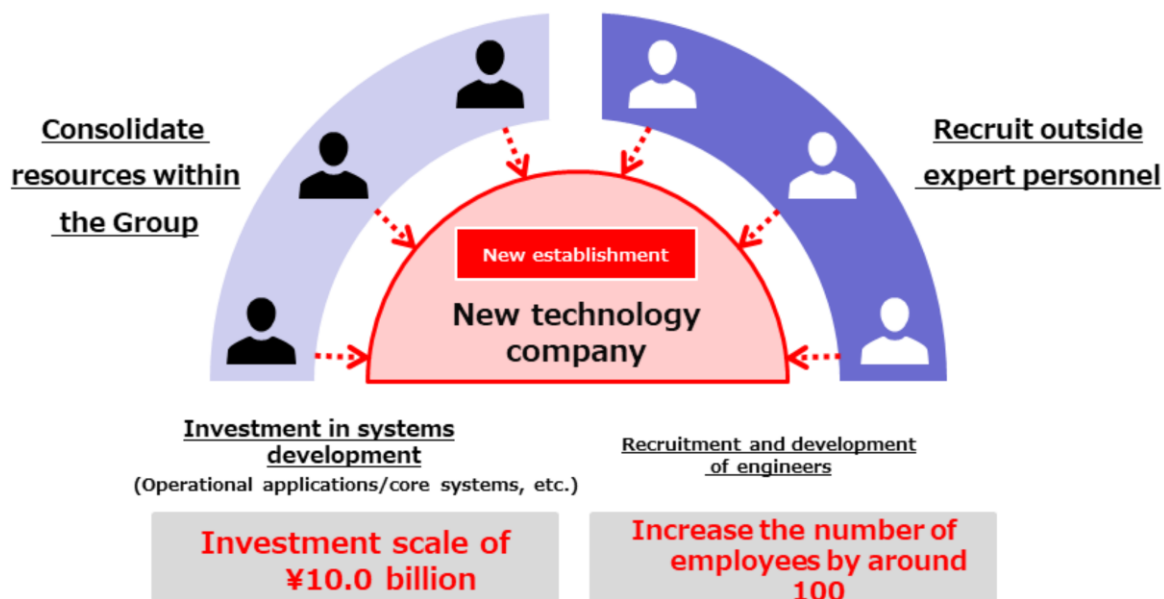 Consolidate
resources within
the Group
Recruit outside
expert personnel
New establishment
New technology
company
Investment in systems
development
(Operational applications/core systems, etc.)
Recruitment and development
of engineers
Investment scale of
¥10.0 billion
Increase the number of
employees by around
100